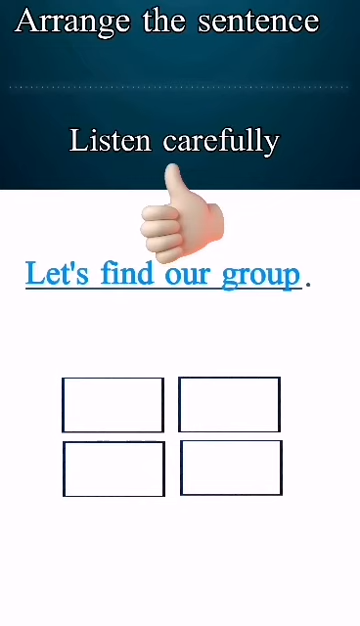 Arrange the sentence
Listen carefully
Let's find our group.